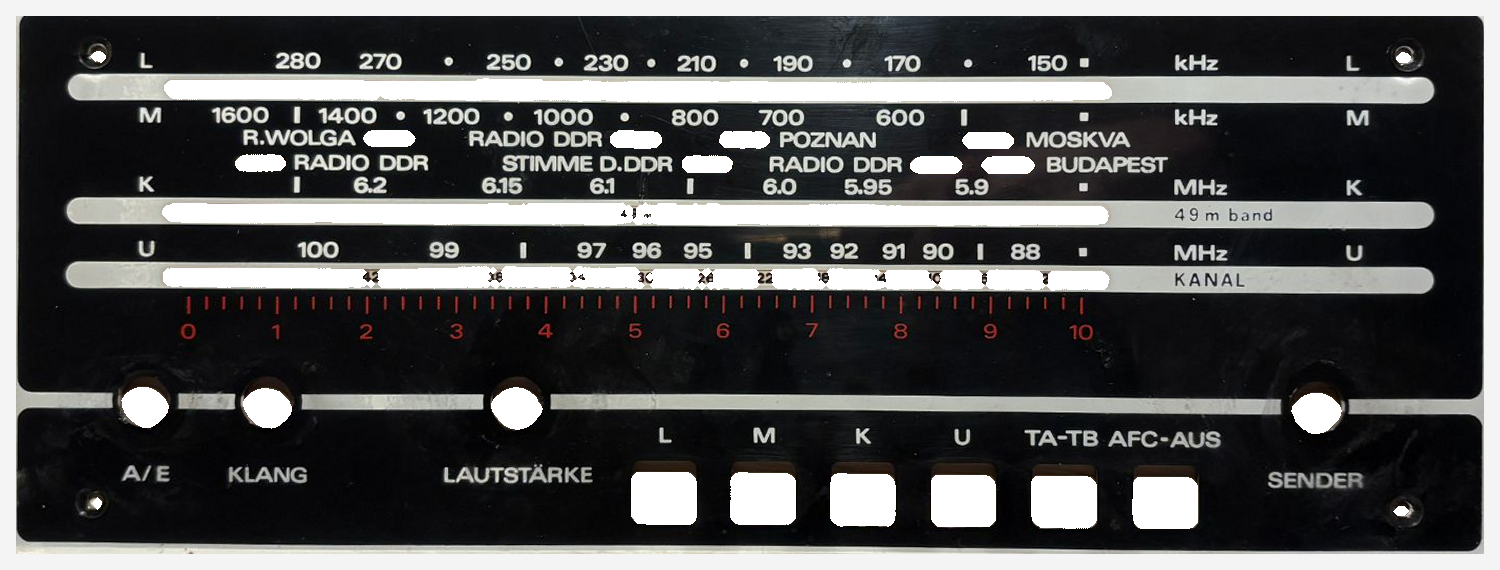 L 280 270 • 250 • 230 • 210 • 190 • 170 • 150 ▪ kHz L
M 1600 I 1400 • 1200 • 1000 • 800 700 600 I ▪ kHz M
R.WOLGA RADIO DDR POZNAN MOSKVA
RADIO DDR STIMME D.DDR RADIO DDR BUDAPEST
K I 6.2 6.15 6.1 I 6.0 5.95 5.9 ▪ MHz K
49 m band
U 100 99 I 97 96 95 I 93 92 91 90 I 88 ▪ MHz U
42 22 KANAL
0 1 2 3 4 5 6 7 8 9 10
L M K U TA-TB AFC-AUS
A/E KLANG LAUTSTÄRKE SENDER